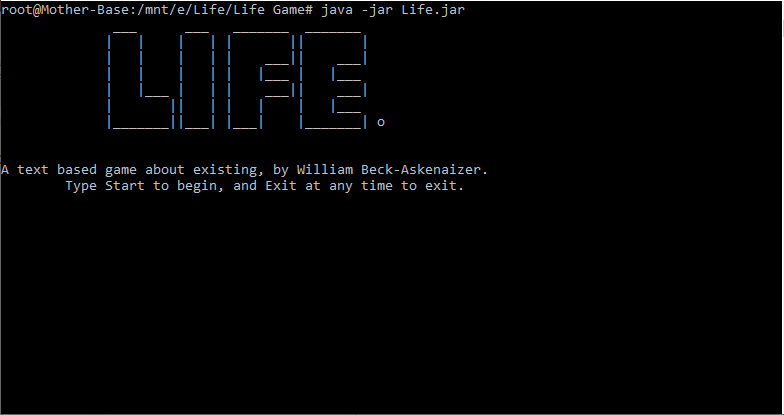 root@Mother-Base:/mnt/e/Life/Life Game# java -jar Life.jar
LIFE o
A text based game about existing, by William Beck-Askenaizer.
Type Start to begin, and Exit at any time to exit.